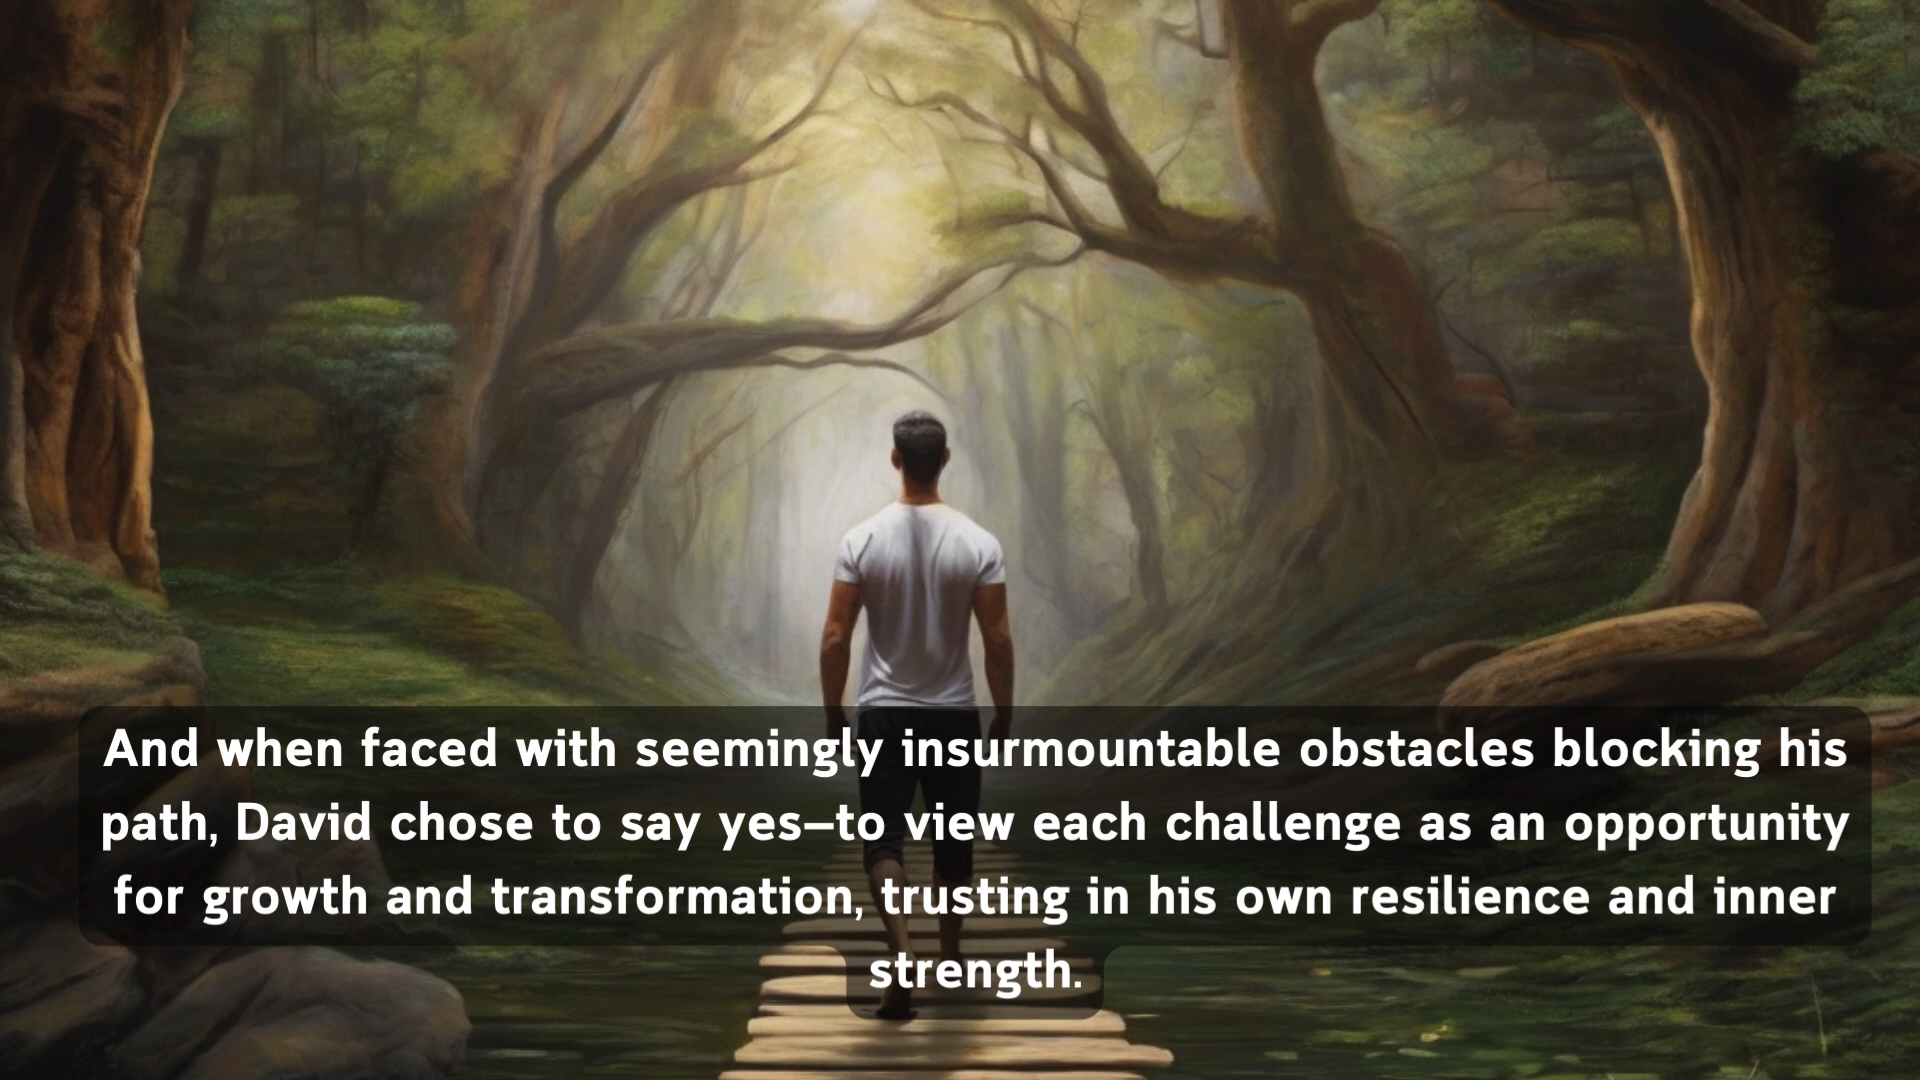 And when faced with seemingly insurmountable obstacles blocking his
path, David chose to say yes—to view each challenge as an opportunity
for growth and transformation, trusting in his own resilience and inner
strength.